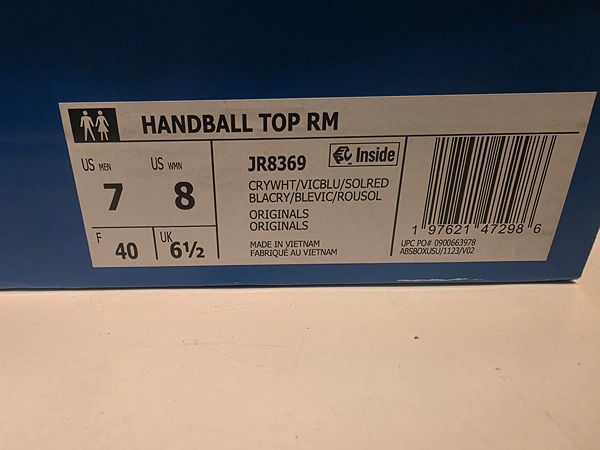 HANDBALL TOP RM
US MEN US WMN
7 8
F 40 UK 6½
JR8369 Inside
CRYWHT/VICBLU/SOLRED
BLACRY/BLEVIC/ROUSOL
ORIGINALS
ORIGINALS
MADE IN VIETNAM
FABRIQUÉ AU VIETNAM
1 97621 47298 6
UPC PO# 0900663978
ABSBOXUSU/1123/V02